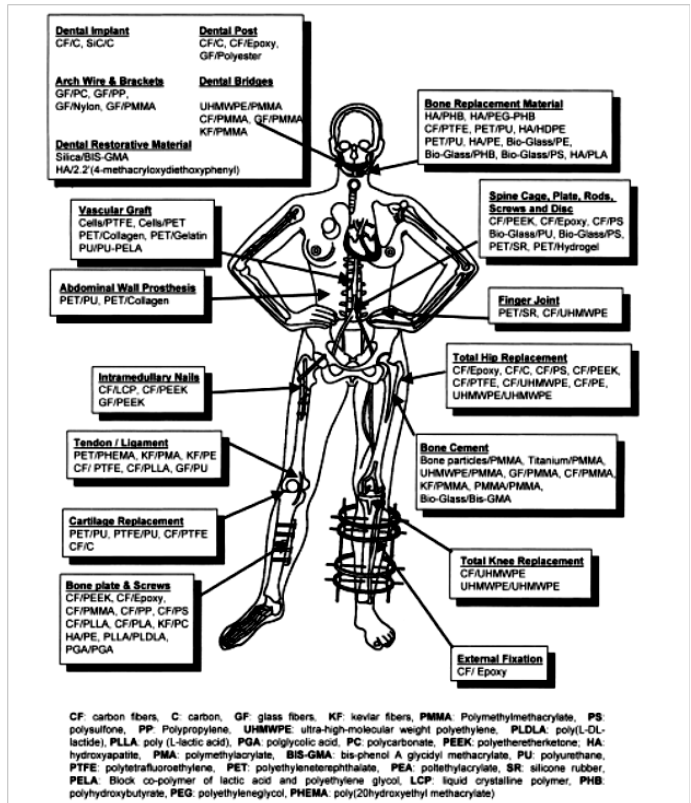 Dental Implant
CF/C, SiC/C
Dental Post
CF/C, CF/Epoxy,
GF/Polyester
Arch Wire & Brackets
GF/PC, GF/PP,
GF/Nylon, GF/PMMA
Dental Bridges
UHMWPE/PMMA
CF/PMMA, GF/PMMA
KF/PMMA
Dental Restorative Material
Silica/BIS-GMA
HA/2.2'(4-methacryloxydiethoxyphenyl)
Bone Replacement Material
HA/PHB, HA/PEG-PHB
CF/PTFE, PET/PU, HA/HDPE
PET/PU, HA/PE, Bio-Glass/PE,
Bio-Glass/PHB, Bio-Glass/PS, HA/PLA
Vascular Graft
Cells/PTFE, Cells/PET
PET/Collagen, PET/Gelatin
PU/PU-PELA
Spine Cage, Plate, Rods,
Screws and Disc
CF/PEEK, CF/Epoxy, CF/PS
Bio-Glass/PU, Bio-Glass/PS,
PET/SR, PET/Hydrogel
Abdominal Wall Prosthesis
PET/PU, PET/Collagen
Finger Joint
PET/SR, CF/UHMWPE
Intramedullary Nails
CF/LCP, CF/PEEK
GF/PEEK
Total Hip Replacement
CF/Epoxy, CF/C, CF/PS, CF/PEEK,
CF/PTFE, CF/UHMWPE, CF/PE,
UHMWPE/UHMWPE
Tendon / Ligament
PET/PHEMA, KF/PMA, KF/PE
CF/ PTFE, CF/PLLA, GF/PU
Bone Cement
Bone particles/PMMA, Titanium/PMMA,
UHMWPE/PMMA, GF/PMMA, CF/PMMA,
KF/PMMA, PMMA/PMMA,
Bio-Glass/Bis-GMA
Cartilage Replacement
PET/PU, PTFE/PU, CF/PTFE
CF/C
Total Knee Replacement
CF/UHMWPE
UHMWPE/UHMWPE
Bone plate & Screws
CF/PEEK, CF/Epoxy,
CF/PMMA, CF/PP, CF/PS
CF/PLLA, CF/PLA, KF/PC
HA/PE, PLLA/PLDLA,
PGA/PGA
External Fixation
CF/ Epoxy
CF: carbon fibers, C: carbon, GF: glass fibers, KF: kevlar fibers, PMMA: Polymethylmethacrylate, PS:
polysulfone, PP: Polypropylene, UHMWPE: ultra-high-molecular weight polyethylene, PLDLA: poly(L-DL-
lactide), PLLA: poly (L-lactic acid), PGA: polglycolic acid, PC: polycarbonate, PEEK: polyetheretherketone; HA:
hydroxyapatite, PMA: polymethylacrylate, BIS-GMA: bis-phenol A glycidyl methacrylate, PU: polyurethane,
PTFE: polytetrafluoroethylene, PET: polyethyleneterephthalate, PEA: poltethylacrylate, SR: silicone rubber,
PELA: Block co-polymer of lactic acid and polyethylene glycol, LCP: liquid crystalline polymer, PHB:
polyhydroxybutyrate, PEG: polyethyleneglycol, PHEMA: poly(20hydroxyethyl methacrylate)